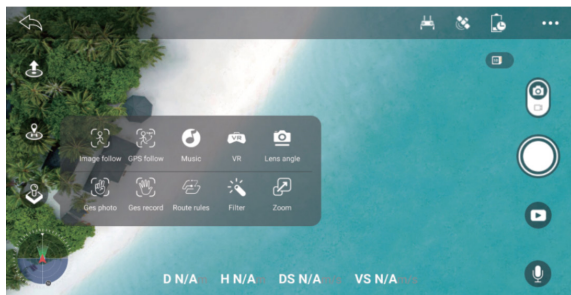 Image follow GPS follow Music VR Lens angle
Ges photo Ges record Route rules Filter Zoom
D N/A H N/A DS N/A VS N/A